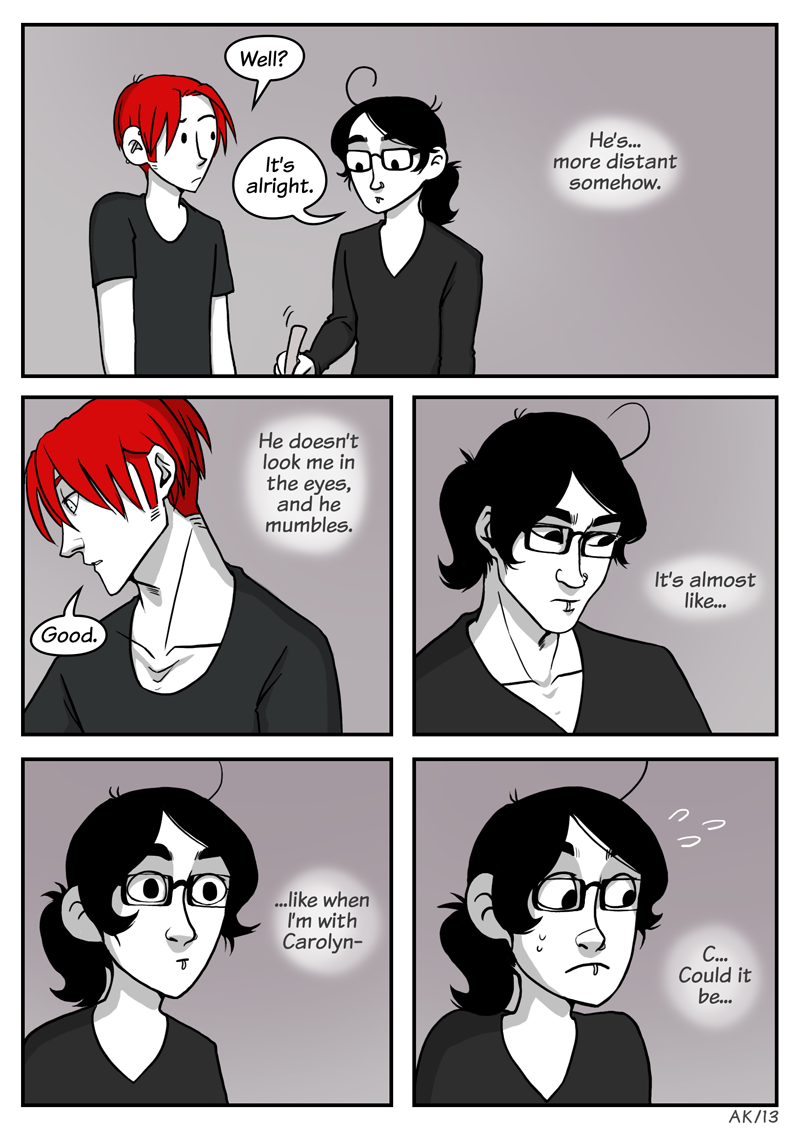 Well?
It's
alright.
He's...
more distant
somehow.
He doesn't
look me in
the eyes,
and he
mumbles.
Good.
It's almost
like...
...like when
I'm with
Carolyn-
C...
Could it
be...
AK/13